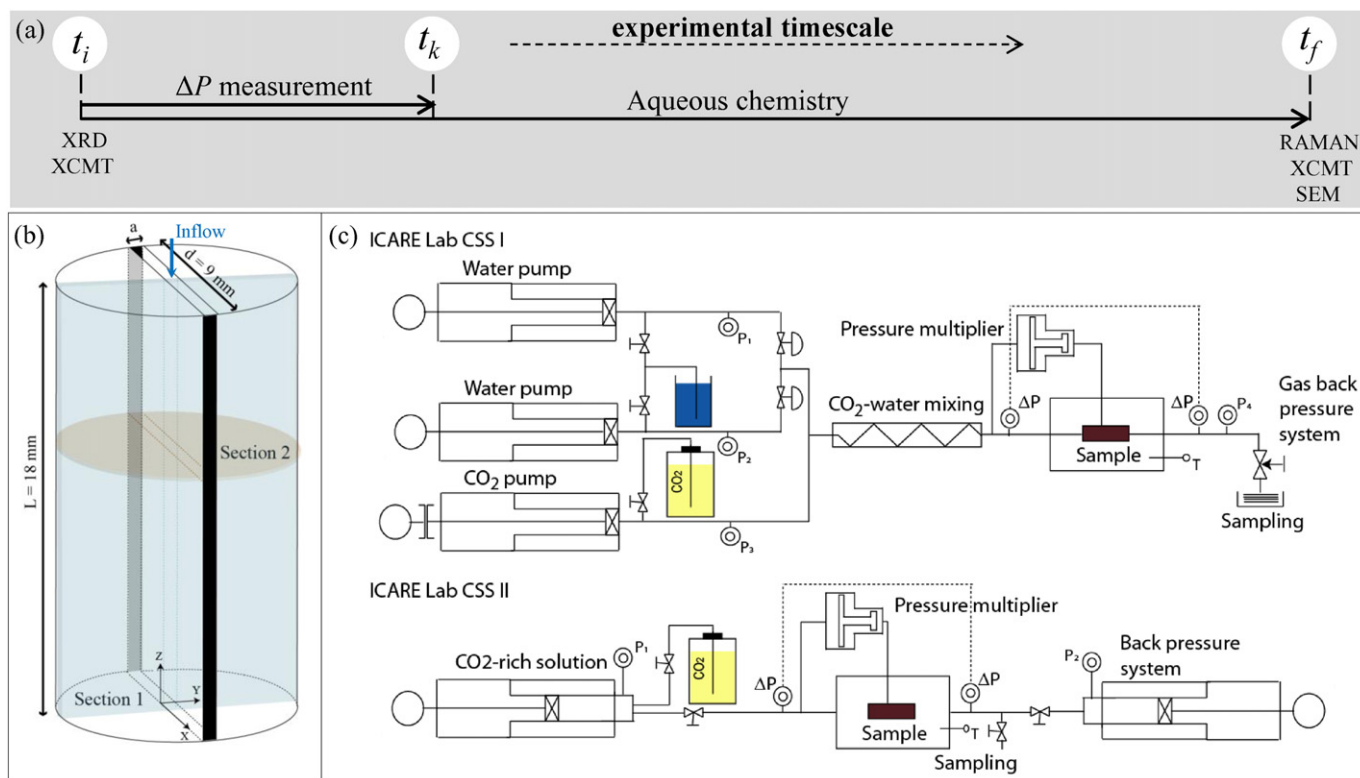 (a)
tᵢ
tₖ
experimental timescale
t_f
ΔP measurement
Aqueous chemistry
XRD
XCMT
RAMAN
XCMT
SEM
(b)
a
Inflow
d = 9 mm
L = 18 mm
Section 2
Section 1
Z
Y
X
(c)
ICARE Lab CSS I
Water pump
P₁
Pressure multiplier
Water pump
P₂
CO₂-water mixing
ΔP
ΔP
P₄
Gas back
pressure
system
Sample
T
CO₂
CO₂ pump
P₃
Sampling
ICARE Lab CSS II
Pressure multiplier
CO2-rich solution
P₁
CO₂
ΔP
ΔP
P₂
Back pressure
system
Sample
T
Sampling